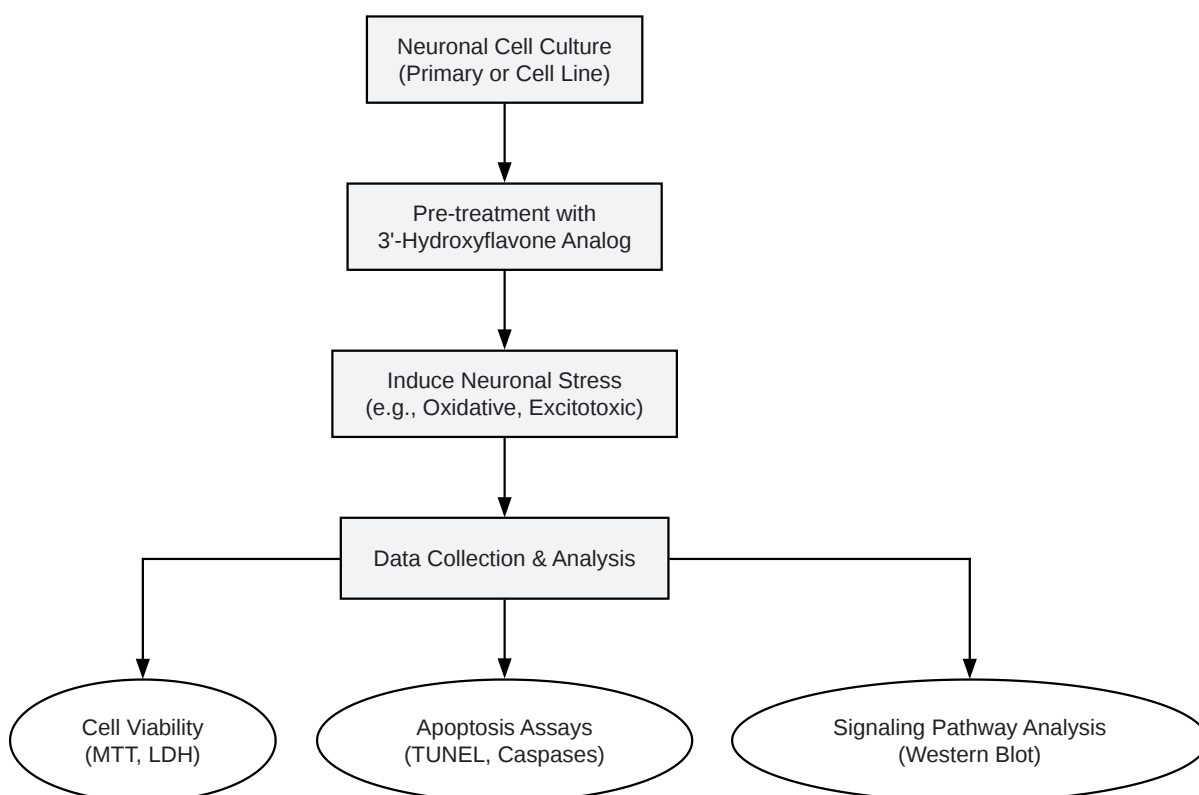 Neuronal Cell Culture
(Primary or Cell Line)
Pre-treatment with
3'-Hydroxyflavone Analog
Induce Neuronal Stress
(e.g., Oxidative, Excitotoxic)
Data Collection & Analysis
Cell Viability
(MTT, LDH)
Apoptosis Assays
(TUNEL, Caspases)
Signaling Pathway Analysis
(Western Blot)